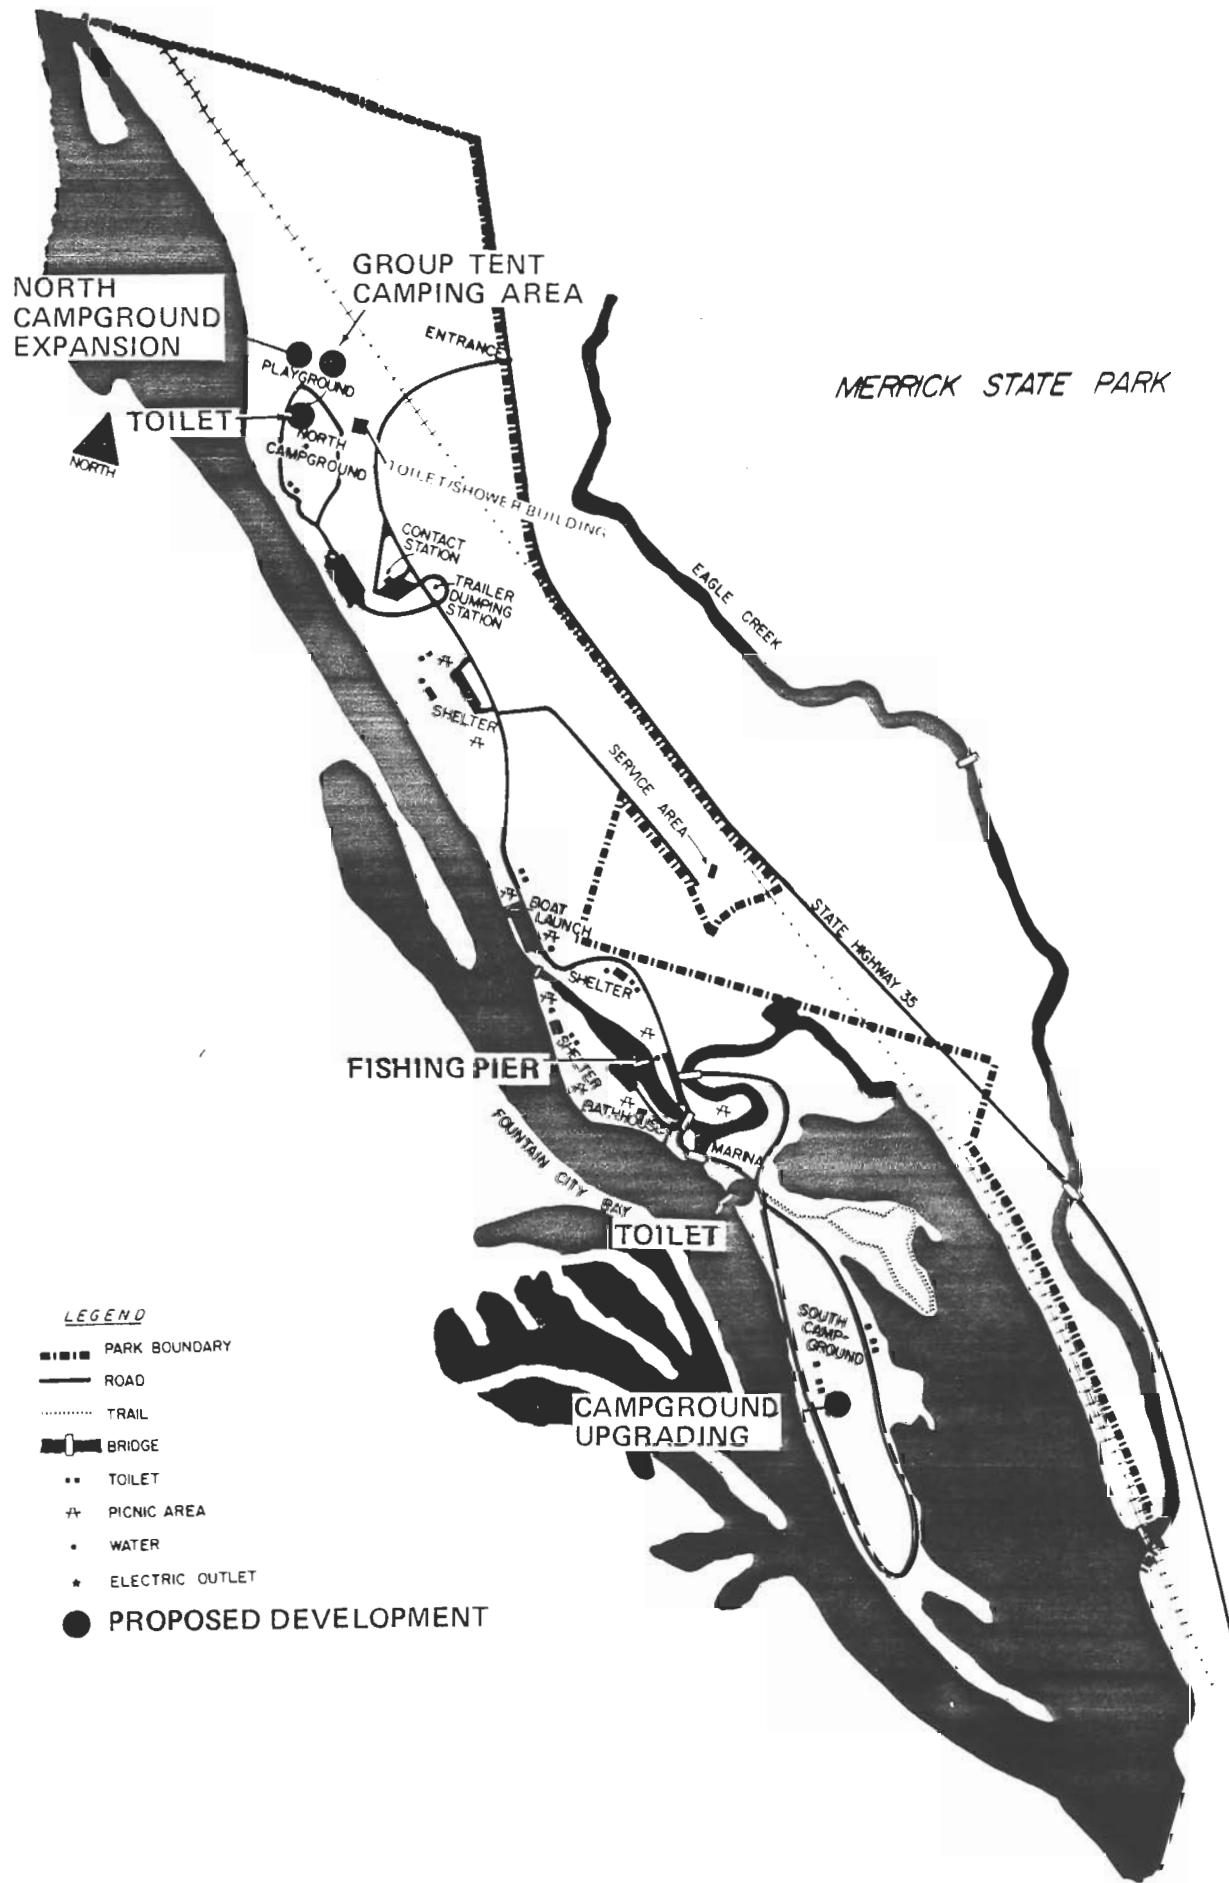 GROUP TENT
CAMPING AREA
NORTH
CAMPGROUND
EXPANSION
ENTRANCE
PLAYGROUND
MERRICK STATE PARK
TOILET
NORTH
CAMPGROUND
NORTH
TOILET/SHOWER BUILDING
CONTACT
STATION
TRAILER
DUMPING
STATION
EAGLE CREEK
SHELTER
SERVICE AREA
BOAT
LAUNCH
STATE HIGHWAY 35
SHELTER
FISHING PIER
SHELTER
BATHHOUSE
MARINA
FOUNTAIN CITY BAY
TOILET
SOUTH
CAMP-
GROUND
CAMPGROUND
UPGRADING
LEGEND
PARK BOUNDARY
ROAD
TRAIL
BRIDGE
TOILET
PICNIC AREA
WATER
ELECTRIC OUTLET
PROPOSED DEVELOPMENT